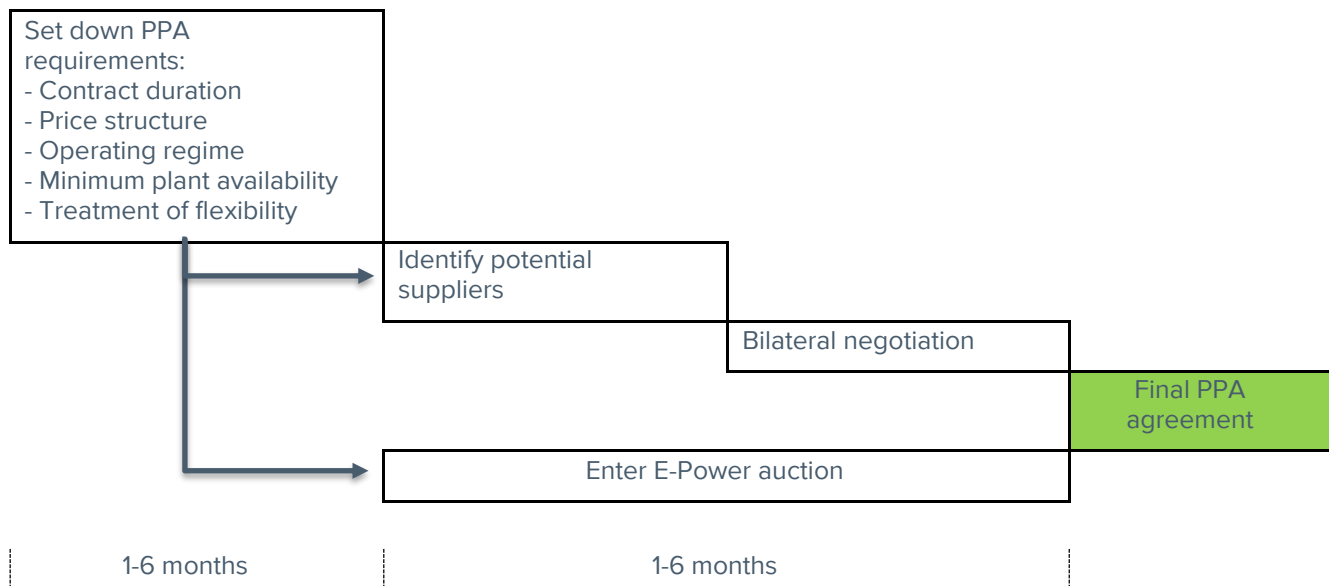 Set down PPA
requirements:
- Contract duration
- Price structure
- Operating regime
- Minimum plant availability
- Treatment of flexibility
Identify potential
suppliers
Bilateral negotiation
Final PPA
agreement
Enter E-Power auction
1-6 months
1-6 months